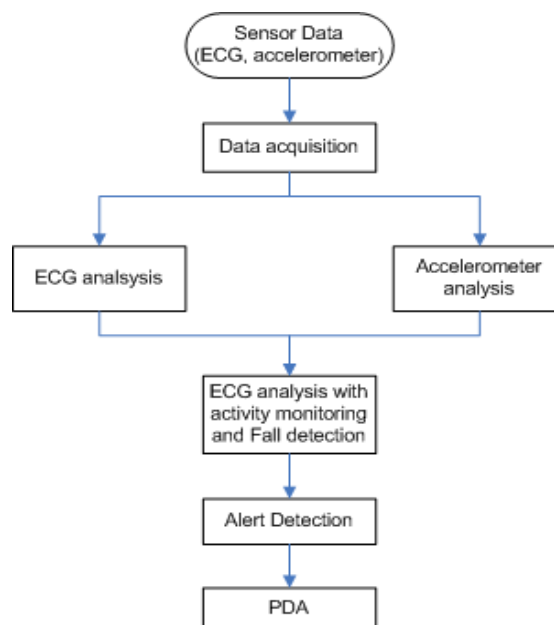 Sensor Data
(ECG, accelerometer)
Data acquisition
ECG analsysis
Accelerometer
analysis
ECG analysis with
activity monitoring
and Fall detection
Alert Detection
PDA